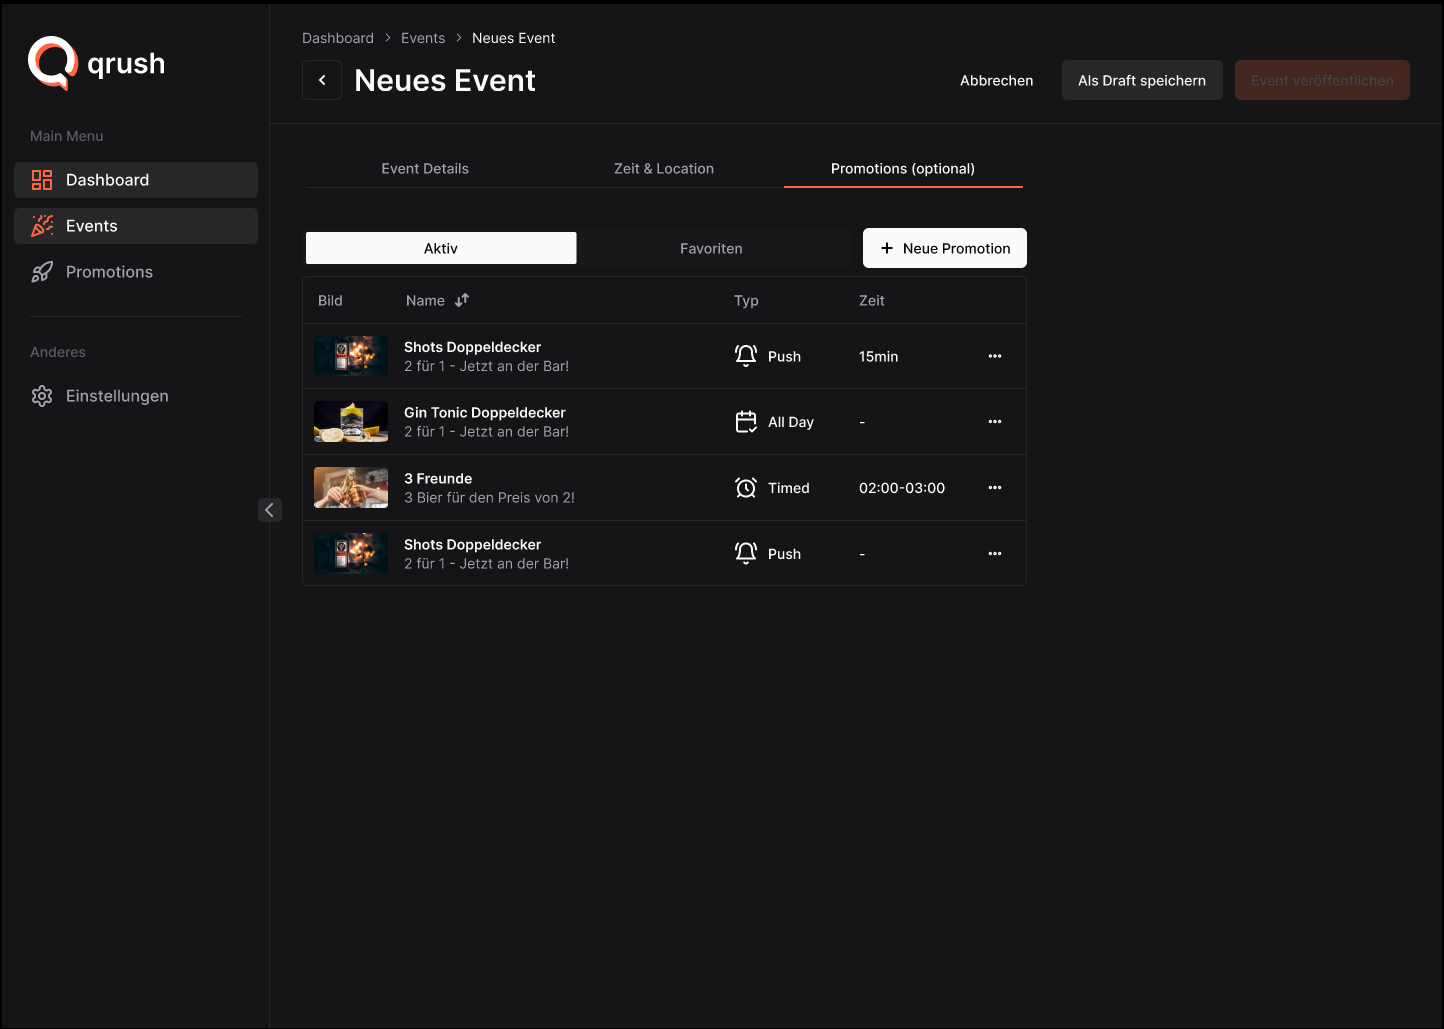 qrush
Main Menu
Dashboard
Events
Promotions
Anderes
Einstellungen
Dashboard > Events > Neues Event
Neues Event
Abbrechen
Als Draft speichern
Event veröffentlichen
Event Details
Zeit & Location
Promotions (optional)
Aktiv
Favoriten
+ Neue Promotion
Bild
Name
Typ
Zeit
Shots Doppeldecker
2 für 1 - Jetzt an der Bar!
Push
15min
Gin Tonic Doppeldecker
2 für 1 - Jetzt an der Bar!
All Day
-
3 Freunde
3 Bier für den Preis von 2!
Timed
02:00-03:00
Shots Doppeldecker
2 für 1 - Jetzt an der Bar!
Push
-